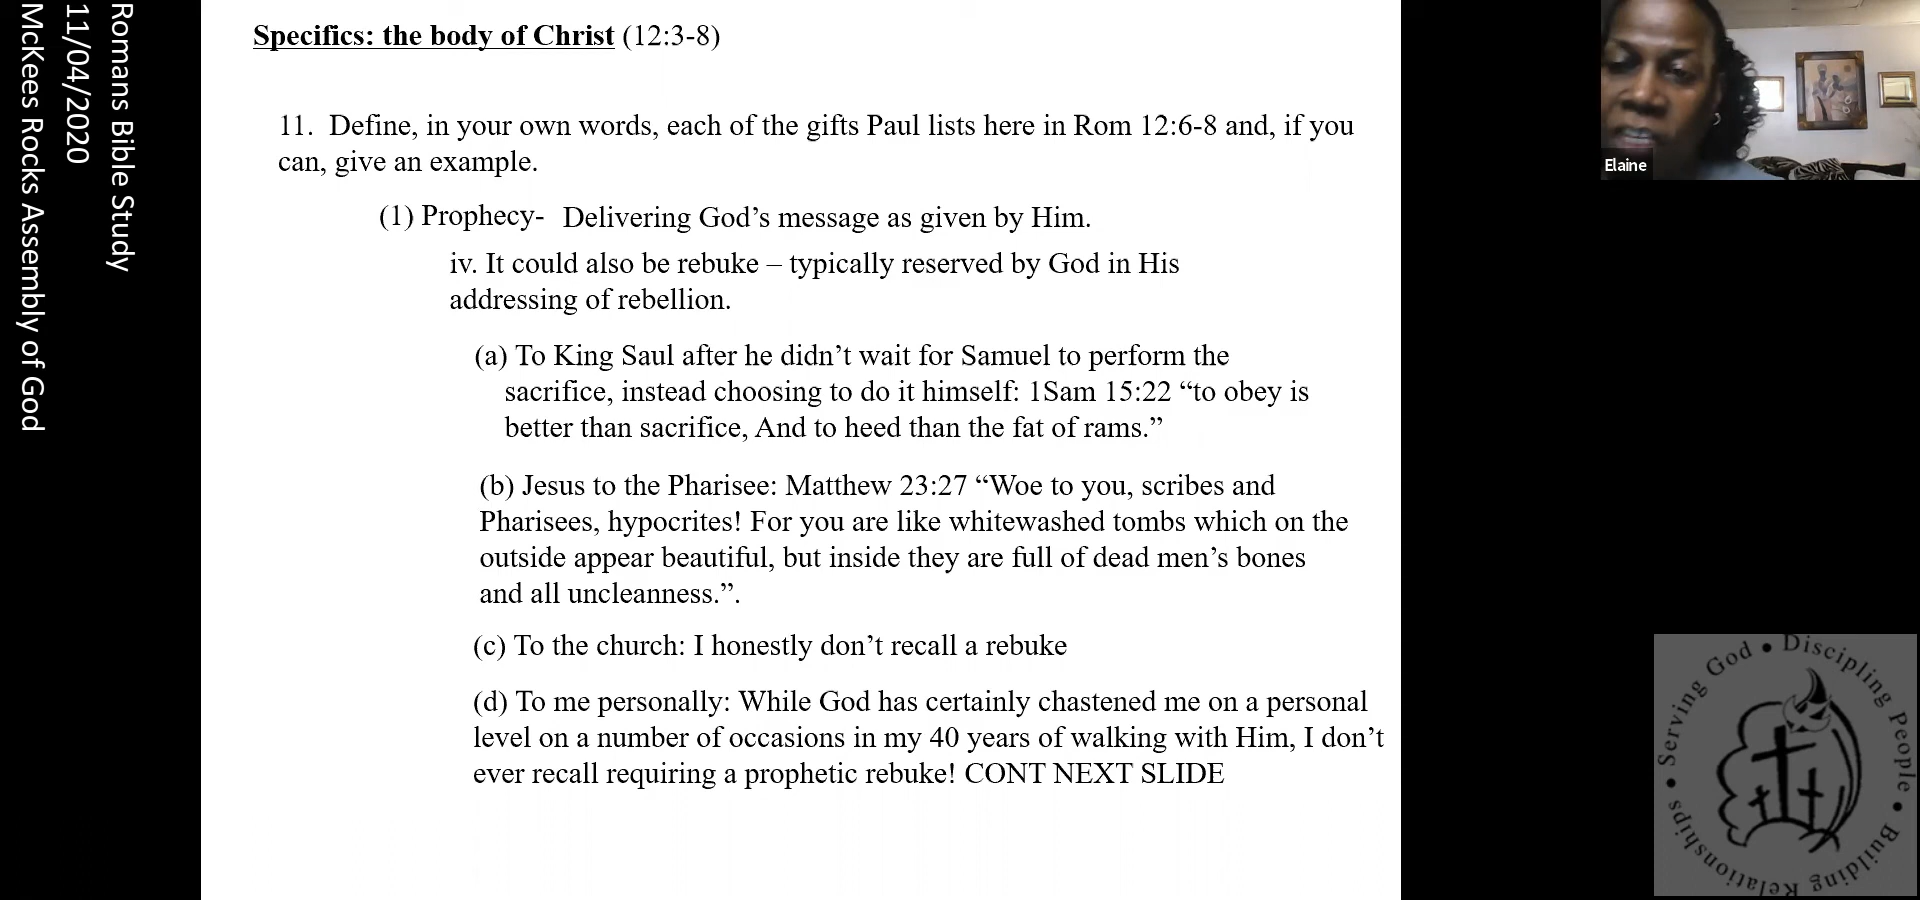 Romans Bible Study
11/04/2020
McKees Rocks Assembly of God
Specifics: the body of Christ (12:3-8)
11. Define, in your own words, each of the gifts Paul lists here in Rom 12:6-8 and, if you
can, give an example.
(1) Prophecy- Delivering God’s message as given by Him.
iv. It could also be rebuke – typically reserved by God in His
addressing of rebellion.
(a) To King Saul after he didn’t wait for Samuel to perform the
sacrifice, instead choosing to do it himself: 1Sam 15:22 “to obey is
better than sacrifice, And to heed than the fat of rams.”
(b) Jesus to the Pharisee: Matthew 23:27 “Woe to you, scribes and
Pharisees, hypocrites! For you are like whitewashed tombs which on the
outside appear beautiful, but inside they are full of dead men’s bones
and all uncleanness.”.
(c) To the church: I honestly don’t recall a rebuke
(d) To me personally: While God has certainly chastened me on a personal
level on a number of occasions in my 40 years of walking with Him, I don’t
ever recall requiring a prophetic rebuke! CONT NEXT SLIDE
Elaine
• Serving God • Discipling People • Building Relationships